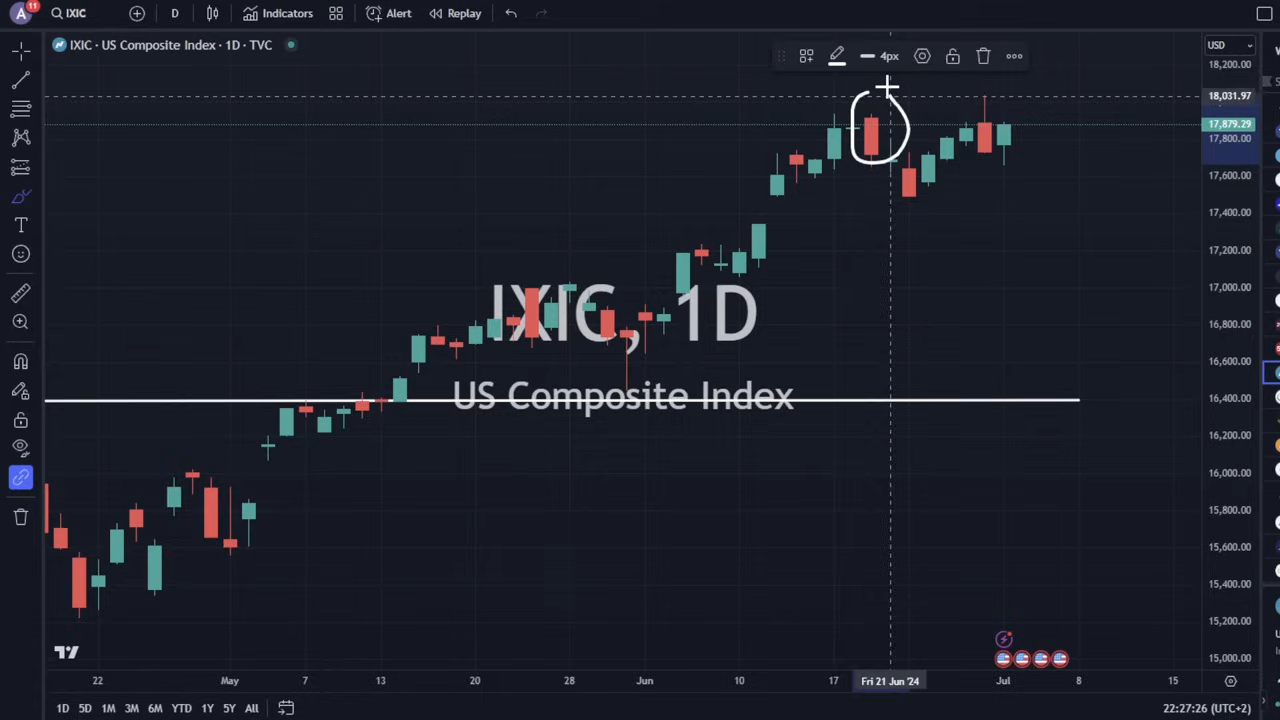 A 11 IXIC D Indicators Alert Replay
IXIC · US Composite Index · 1D · TVC
USD
4px
18,200.00
18,031.97
17,879.29
17,800.00
17,600.00
17,400.00
17,200.00
17,000.00
16,800.00
16,600.00
16,400.00
16,200.00
16,000.00
15,800.00
15,600.00
15,400.00
15,200.00
15,000.00
IXIC, 1D
US Composite Index
22 May 7 13 20 28 Jun 10 17 Fri 21 Jun '24 Jul 8 15
1D 5D 1M 3M 6M YTD 1Y 5Y All 22:27:26 (UTC+2)